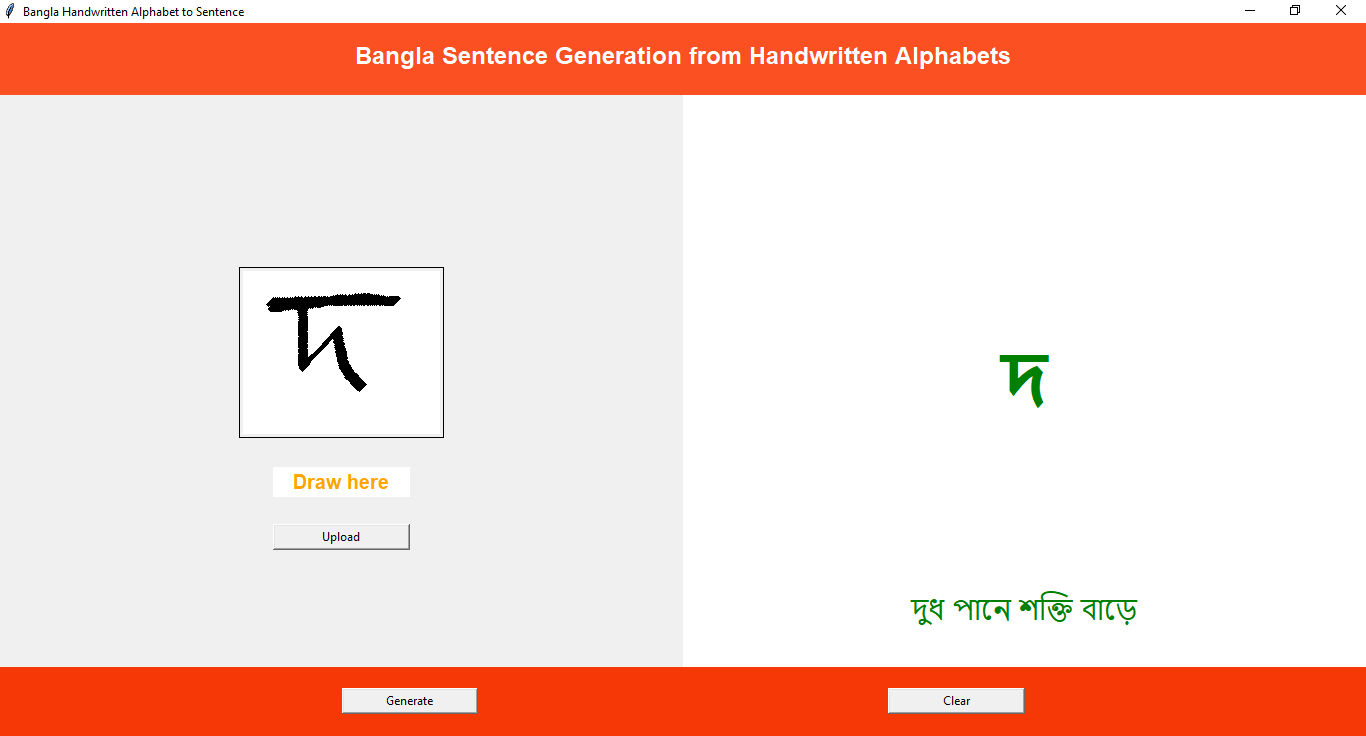 Bangla Handwritten Alphabet to Sentence
Bangla Sentence Generation from Handwritten Alphabets
দ
Draw here
Upload
দ
দুধ পানে শক্তি বাড়ে
Generate
Clear